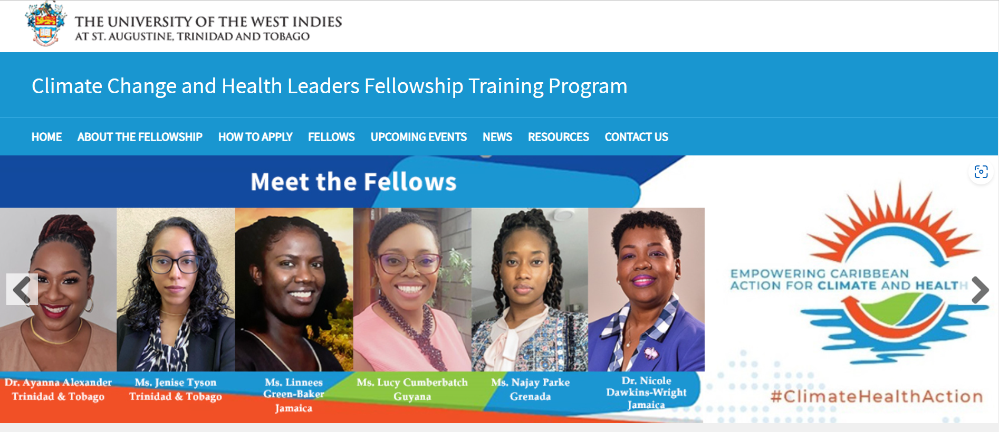 THE UNIVERSITY OF THE WEST INDIES
AT ST. AUGUSTINE, TRINIDAD AND TOBAGO
Climate Change and Health Leaders Fellowship Training Program
HOME ABOUT THE FELLOWSHIP HOW TO APPLY FELLOWS UPCOMING EVENTS NEWS RESOURCES CONTACT US
Meet the Fellows
Dr. Ayanna Alexander
Trinidad & Tobago
Ms. Jenise Tyson
Trinidad & Tobago
Ms. Linnees
Green-Baker
Jamaica
Ms. Lucy Cumberbatch
Guyana
Ms. Najay Parke
Grenada
Dr. Nicole
Dawkins-Wright
Jamaica
EMPOWERING CARIBBEAN
ACTION FOR CLIMATE AND HEALTH
#ClimateHealthAction